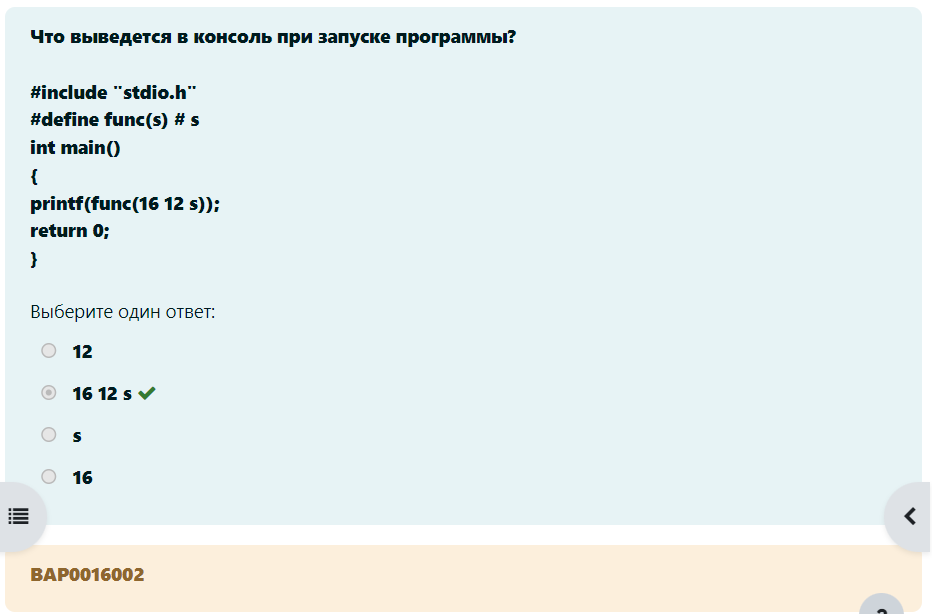 Что выведется в консоль при запуске программы?
#include "stdio.h"
#define func(s) # s
int main()
{
printf(func(16 12 s));
return 0;
}
Выберите один ответ:
12
16 12 s
s
16
BAP0016002